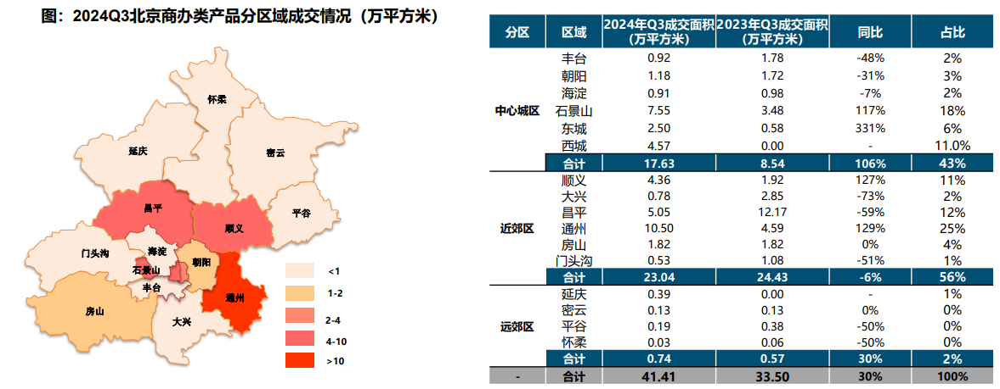 图：2024Q3北京商办类产品分区域成交情况（万平方米）
怀柔
延庆
密云
昌平
平谷
顺义
门头沟
海淀
朝阳
石景山
丰台
通州
房山
大兴
<1
1-2
2-4
4-10
>10
分区 区域 2024年Q3成交面积（万平方米） 2023年Q3成交面积（万平方米） 同比 占比
中心城区
丰台 0.92 1.78 -48% 2%
朝阳 1.18 1.72 -31% 3%
海淀 0.91 0.98 -7% 2%
石景山 7.55 3.48 117% 18%
东城 2.50 0.58 331% 6%
西城 4.57 0.00 - 11.0%
合计 17.63 8.54 106% 43%
近郊区
顺义 4.36 1.92 127% 11%
大兴 0.78 2.85 -73% 2%
昌平 5.05 12.17 -59% 12%
通州 10.50 4.59 129% 25%
房山 1.82 1.82 0% 4%
门头沟 0.53 1.08 -51% 1%
合计 23.04 24.43 -6% 56%
远郊区
延庆 0.39 0.00 - 1%
密云 0.13 0.13 0% 0%
平谷 0.19 0.38 -50% 0%
怀柔 0.03 0.06 -50% 0%
合计 0.74 0.57 30% 2%
- 合计 41.41 33.50 30% 100%